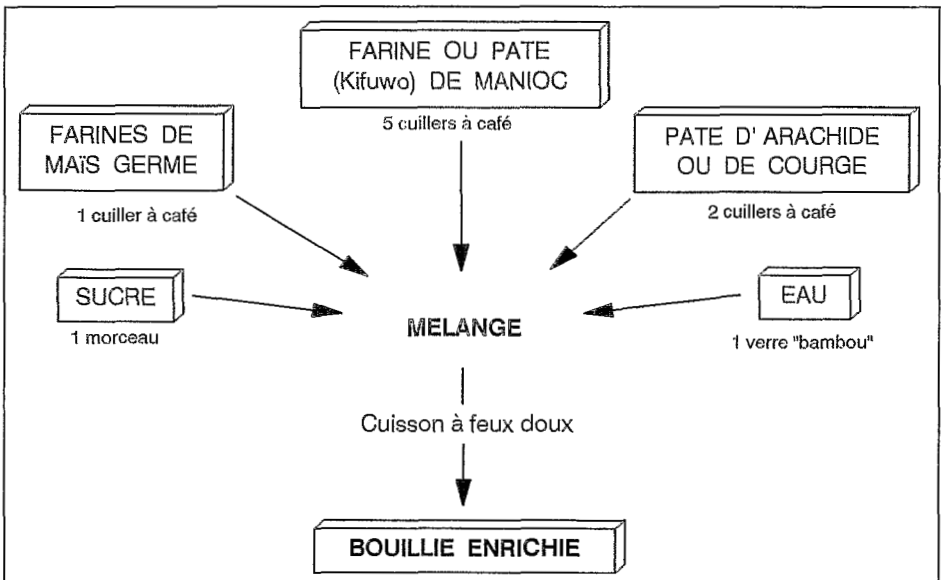 FARINE OU PATE
(Kifuwo) DE MANIOC
5 cuillers à café
FARINES DE
MAïS GERME
1 cuiller à café
PATE D' ARACHIDE
OU DE COURGE
2 cuillers à café
SUCRE
1 morceau
MELANGE
EAU
1 verre "bambou"
Cuisson à feux doux
BOUILLIE ENRICHIE